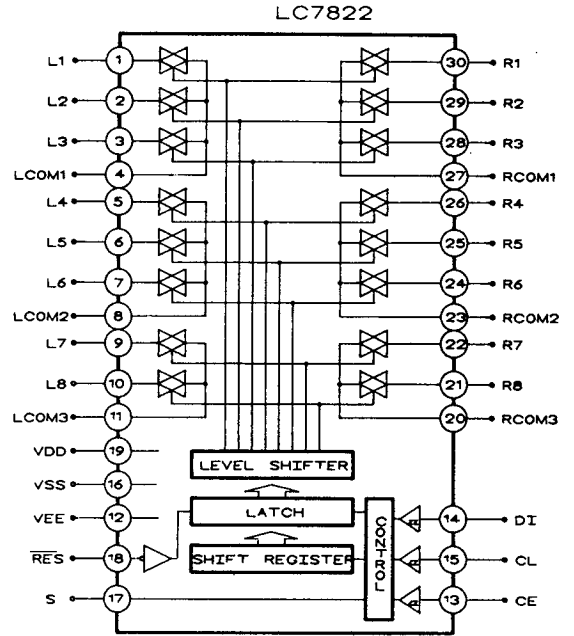 LC7822
L1 1 30 R1
L2 2 29 R2
L3 3 28 R3
LCOM1 4 27 RCOM1
L4 5 26 R4
L5 6 25 R5
L6 7 24 R6
LCOM2 8 23 RCOM2
L7 9 22 R7
L8 10 21 R8
LCOM3 11 20 RCOM3
VDD 19
LEVEL SHIFTER
VSS 16
VEE 12 LATCH 14 DI
RES 18 SHIFT REGISTER CONTROL 15 CL
S 17 13 CE